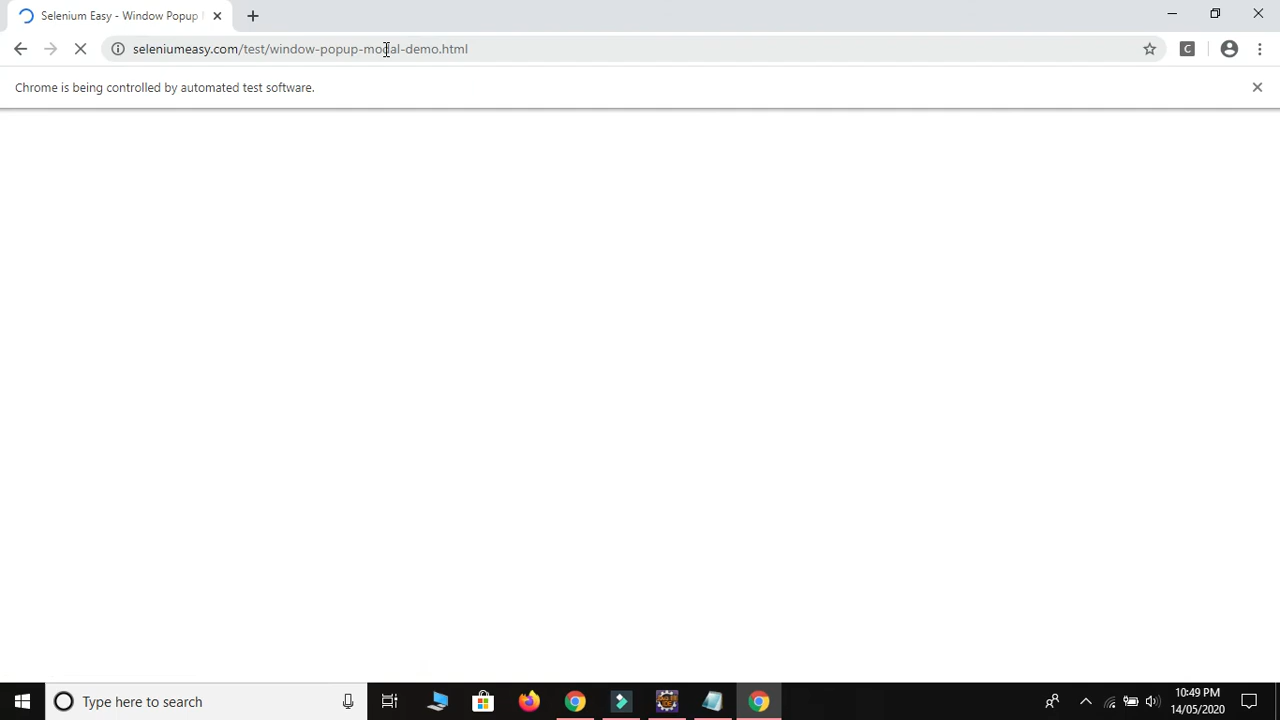 Selenium Easy - Window Popup
seleniumeasy.com/test/window-popup-modal-demo.html
C
Chrome is being controlled by automated test software.
Type here to search
10:49 PM
14/05/2020